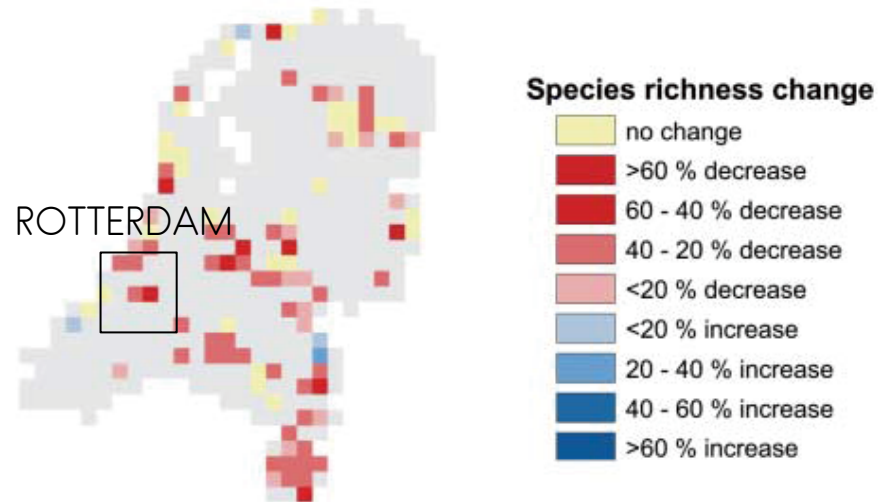 ROTTERDAM
Species richness change
no change
>60 % decrease
60 - 40 % decrease
40 - 20 % decrease
<20 % decrease
<20 % increase
20 - 40 % increase
40 - 60 % increase
>60 % increase